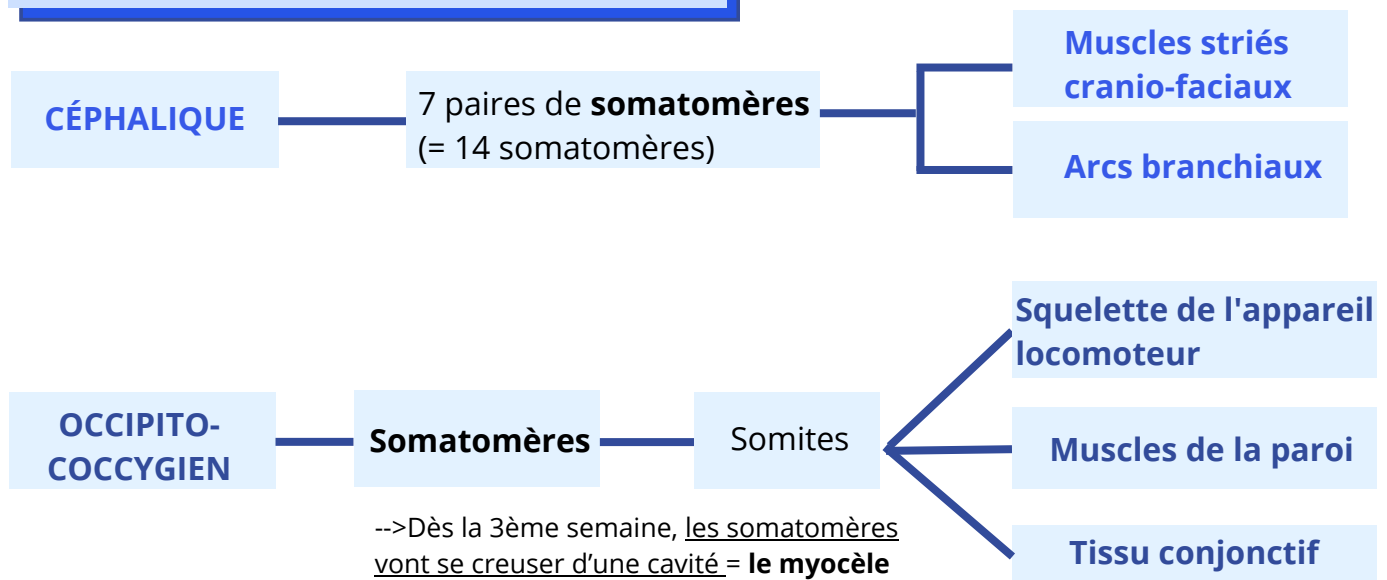 CÉPHALIQUE
7 paires de somatomères
(= 14 somatomères)
Muscles striés
cranio-faciaux
Arcs branchiaux
OCCIPITO-
COCCYGIEN
Somatomères
Somites
Squelette de l'appareil
locomoteur
Muscles de la paroi
Tissu conjonctif
-->Dès la 3ème semaine, les somatomères
vont se creuser d’une cavité = le myocèle